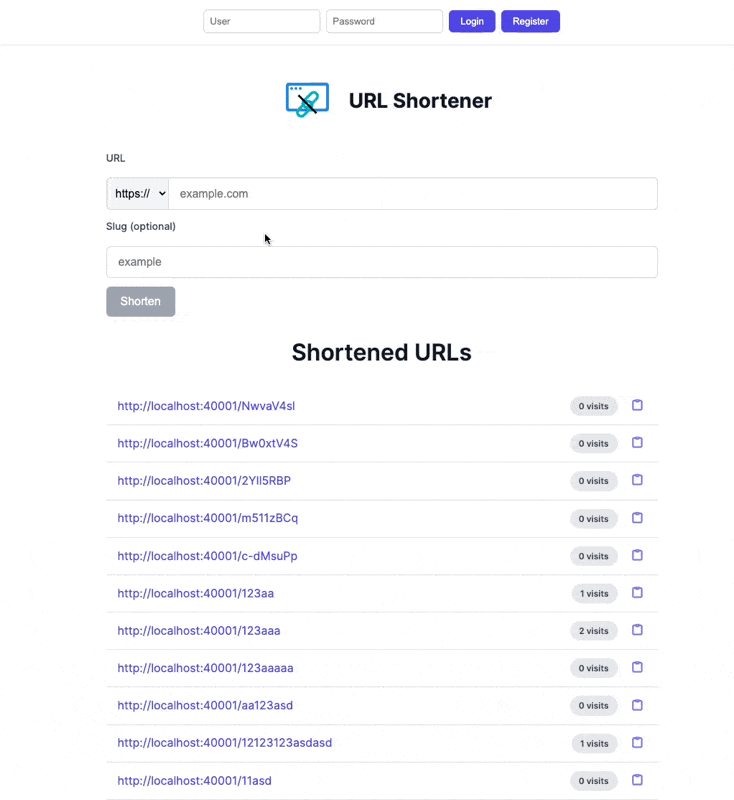 User Password Login Register
URL Shortener
URL
https:// example.com
Slug (optional)
example
Shorten
Shortened URLs
http://localhost:40001/NwvaV4sl 0 visits
http://localhost:40001/Bw0xtV4S 0 visits
http://localhost:40001/2Yll5RBP 0 visits
http://localhost:40001/m511zBCq 0 visits
http://localhost:40001/c-dMsuPp 0 visits
http://localhost:40001/123aa 1 visits
http://localhost:40001/123aaa 2 visits
http://localhost:40001/123aaaaa 0 visits
http://localhost:40001/aa123asd 0 visits
http://localhost:40001/12123123asdasd 1 visits
http://localhost:40001/11asd 0 visits